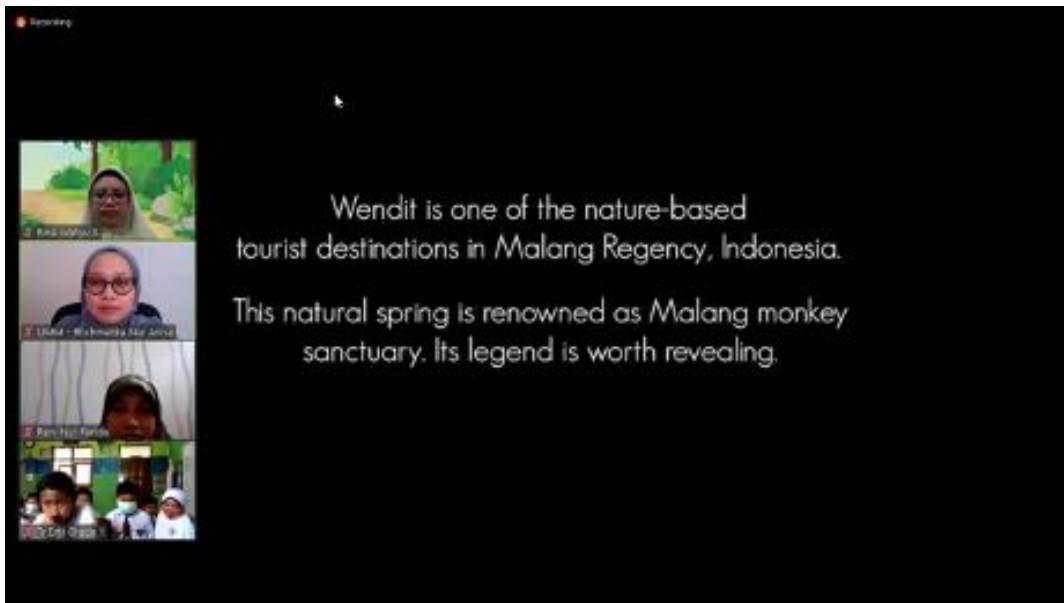 Recording
Wendit is one of the nature-based
tourist destinations in Malang Regency, Indonesia.
This natural spring is renowned as Malang monkey
sanctuary. Its legend is worth revealing.